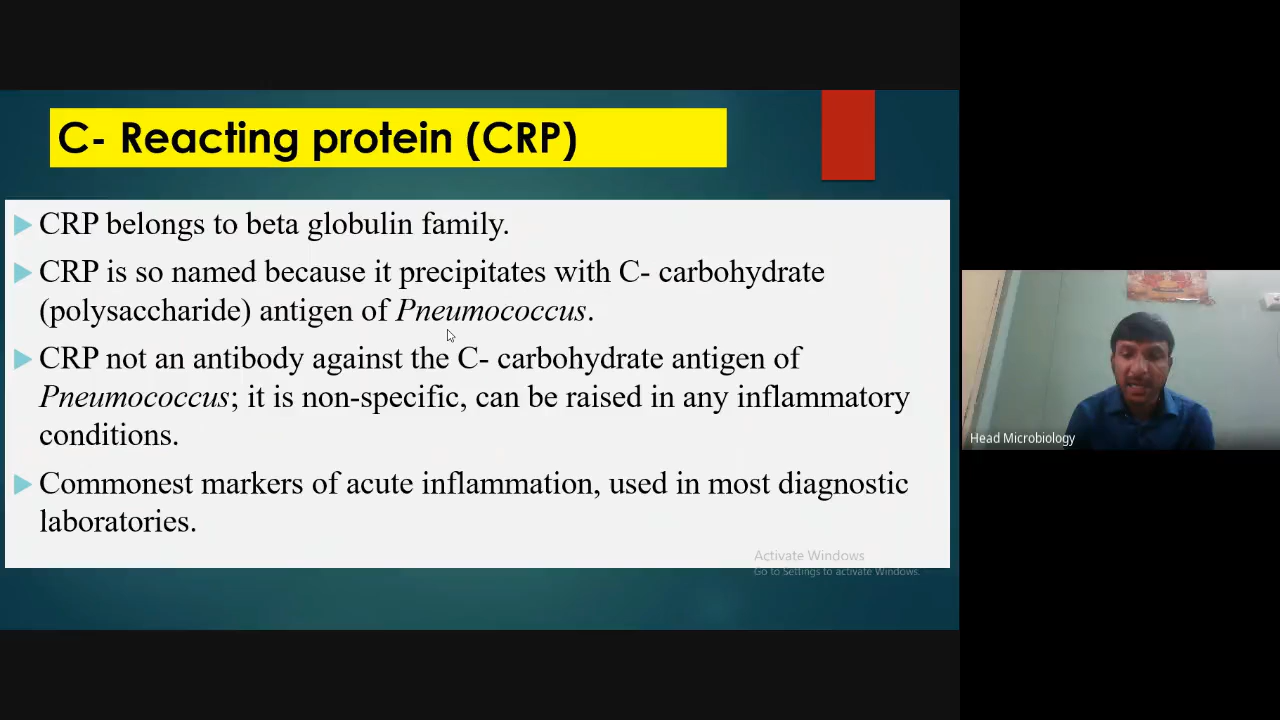 C- Reacting protein (CRP)
CRP belongs to beta globulin family.
CRP is so named because it precipitates with C- carbohydrate
(polysaccharide) antigen of Pneumococcus.
CRP not an antibody against the C- carbohydrate antigen of
Pneumococcus; it is non-specific, can be raised in any inflammatory
conditions.
Commonest markers of acute inflammation, used in most diagnostic
laboratories.
Activate Windows
Go to Settings to activate Windows.
Head Microbiology